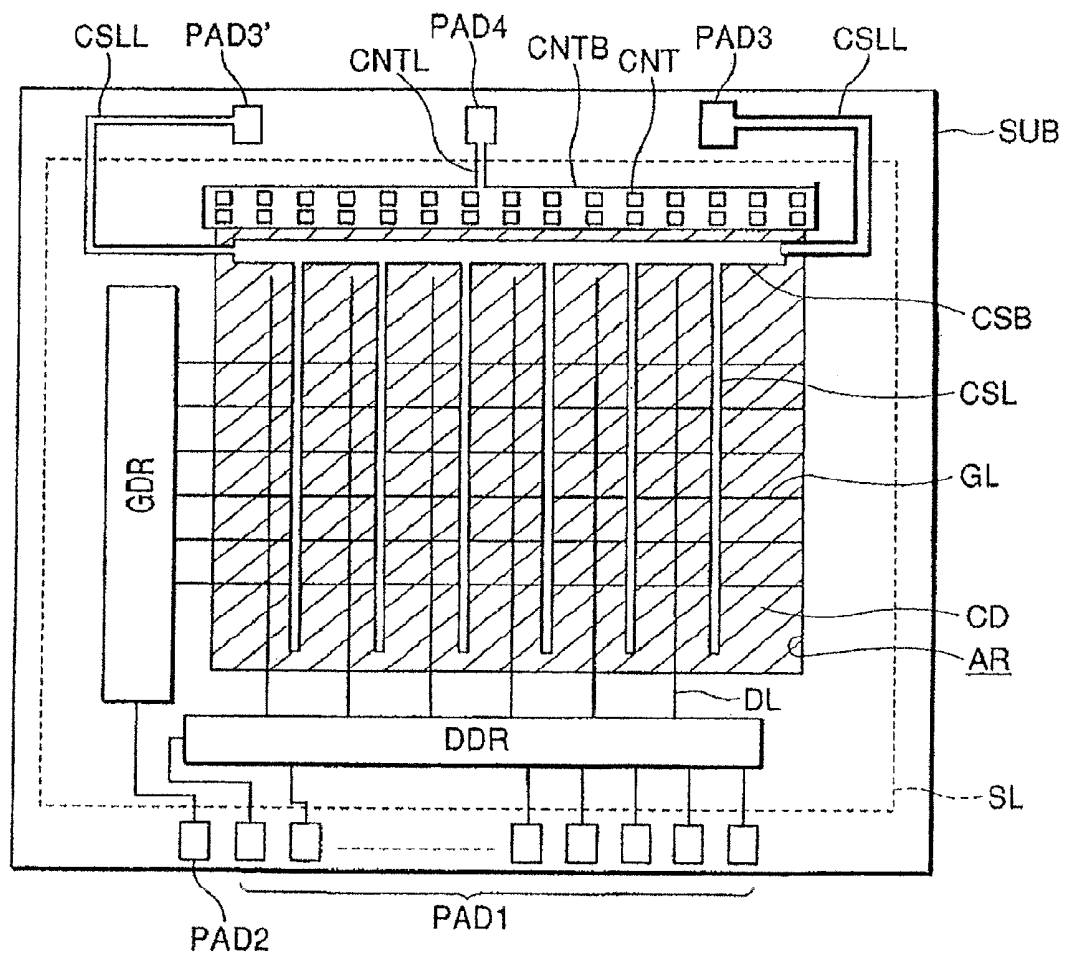 CSLL PAD3' CNTL PAD4 CNTB CNT PAD3 CSLL
SUB
CSB
CSL
GDR
GL
CD
AR
DL
DDR
SL
PAD1
PAD2